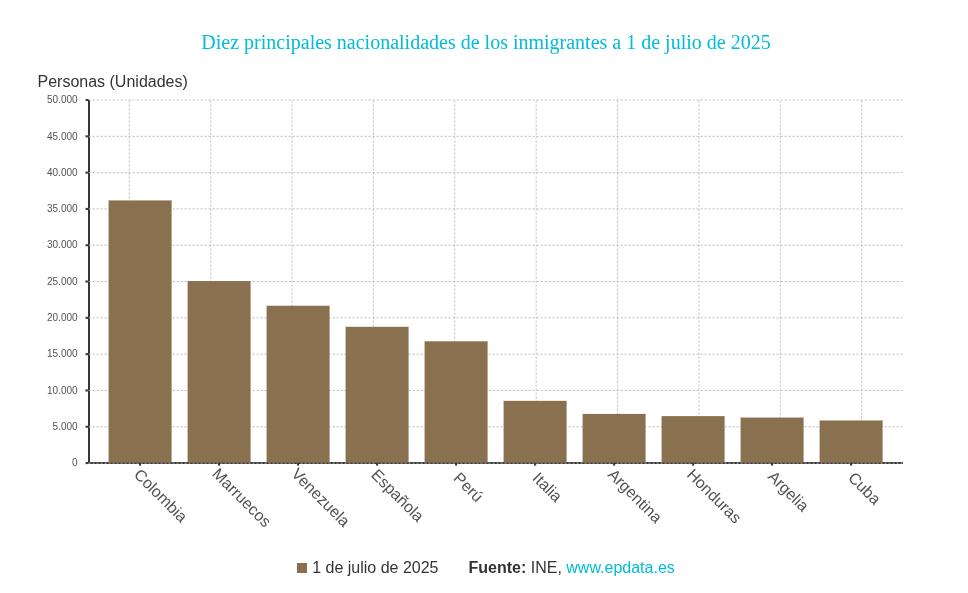 Diez principales nacionalidades de los inmigrantes a 1 de julio de 2025
Personas (Unidades)
50.000
45.000
40.000
35.000
30.000
25.000
20.000
15.000
10.000
5.000
0
Colombia
Marruecos
Venezuela
Española
Perú
Italia
Argentina
Honduras
Argelia
Cuba
1 de julio de 2025 Fuente: INE, www.epdata.es